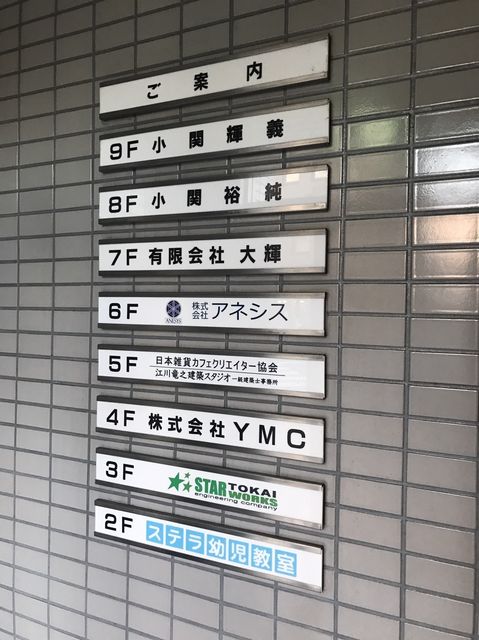 ご案内
9F 小関輝義
8F 小関裕純
7F 有限会社 大輝
6F ANESYS 株式会社 アネシス
5F 日本雑貨カフェクリエイター協会
江川竜之建築スタジオ 一級建築士事務所
4F 株式会社YMC
3F STAR TOKAI WORKS
engineering company
2F ステラ幼児教室